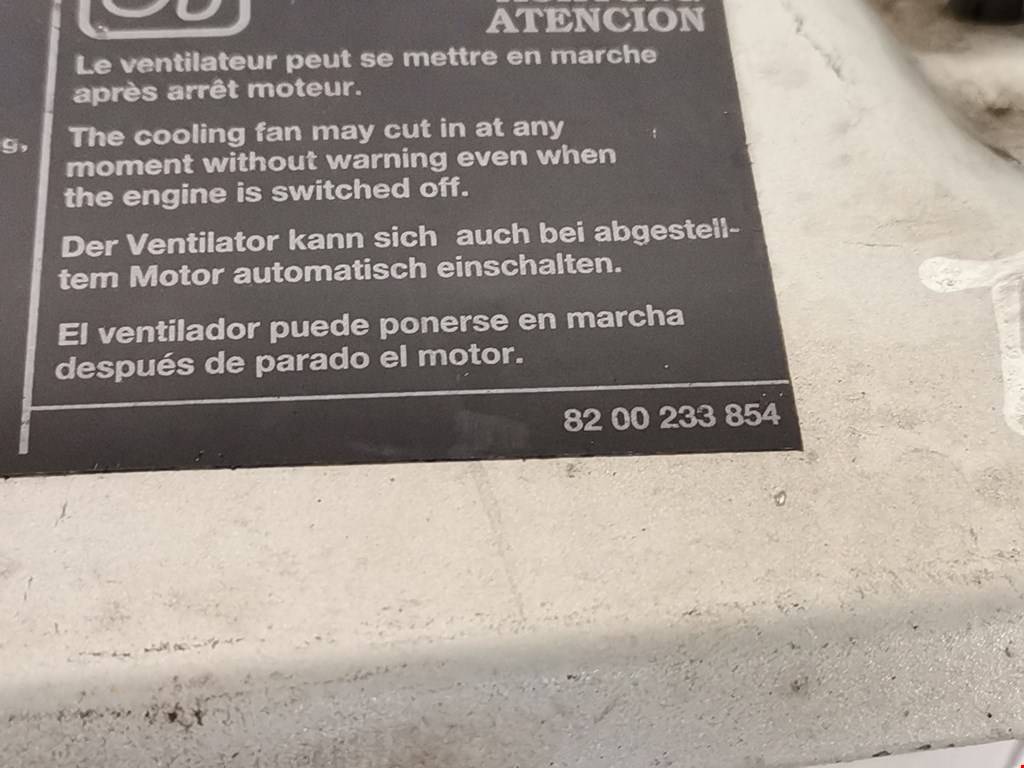 ATENCION
Le ventilateur peut se mettre en marche
après arrêt moteur.
g,
The cooling fan may cut in at any
moment without warning even when
the engine is switched off.
Der Ventilator kann sich auch bei abgestell-
tem Motor automatisch einschalten.
El ventilador puede ponerse en marcha
después de parado el motor.
82 00 233 854